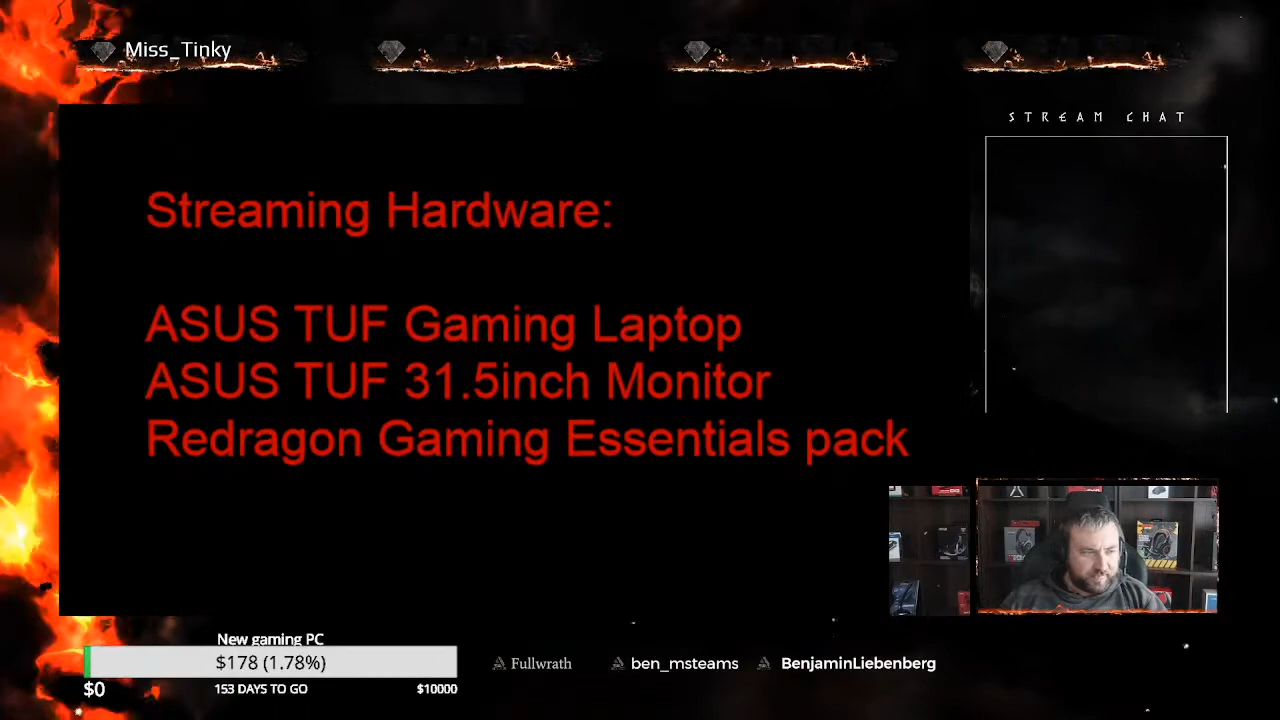 Miss_Tinky
STREAM CHAT
Streaming Hardware:
ASUS TUF Gaming Laptop
ASUS TUF 31.5inch Monitor
Redragon Gaming Essentials pack
New gaming PC
$178 (1.78%)
$0
153 DAYS TO GO
$10000
Fullwrath
ben_msteams
BenjaminLiebenberg